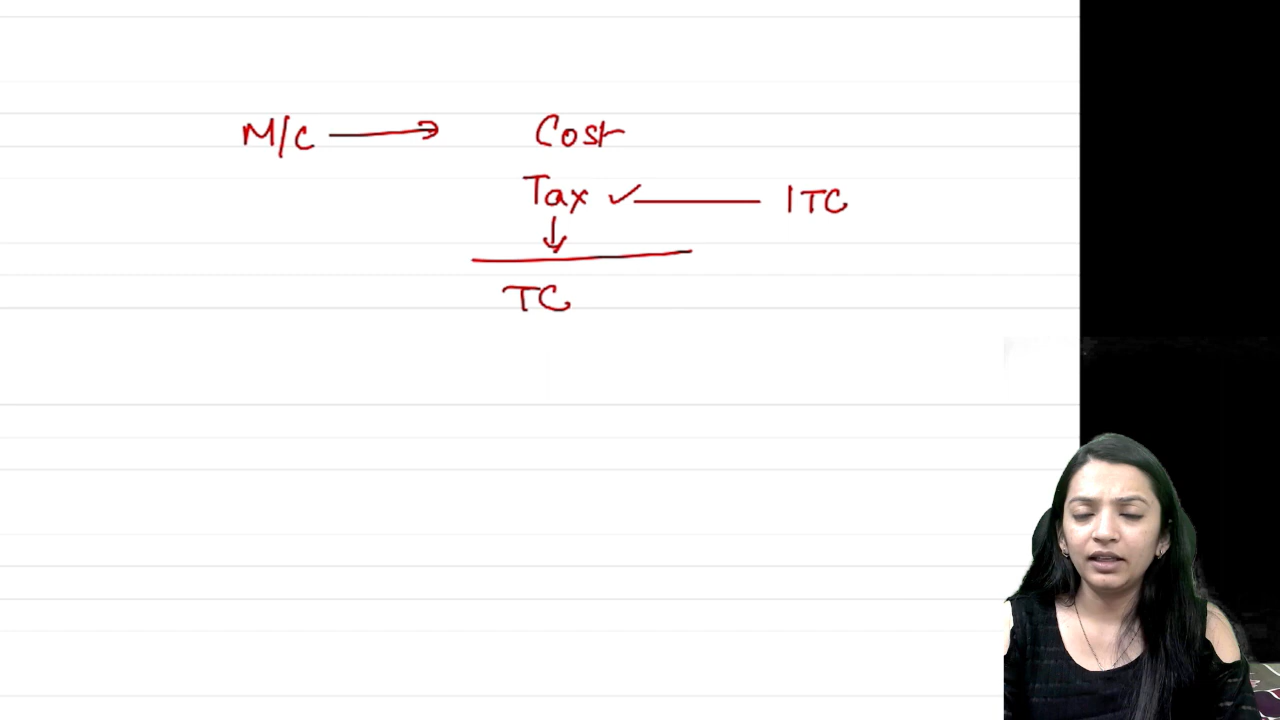 M/C → Cost
Tax ✓ — ITC
↓
TC